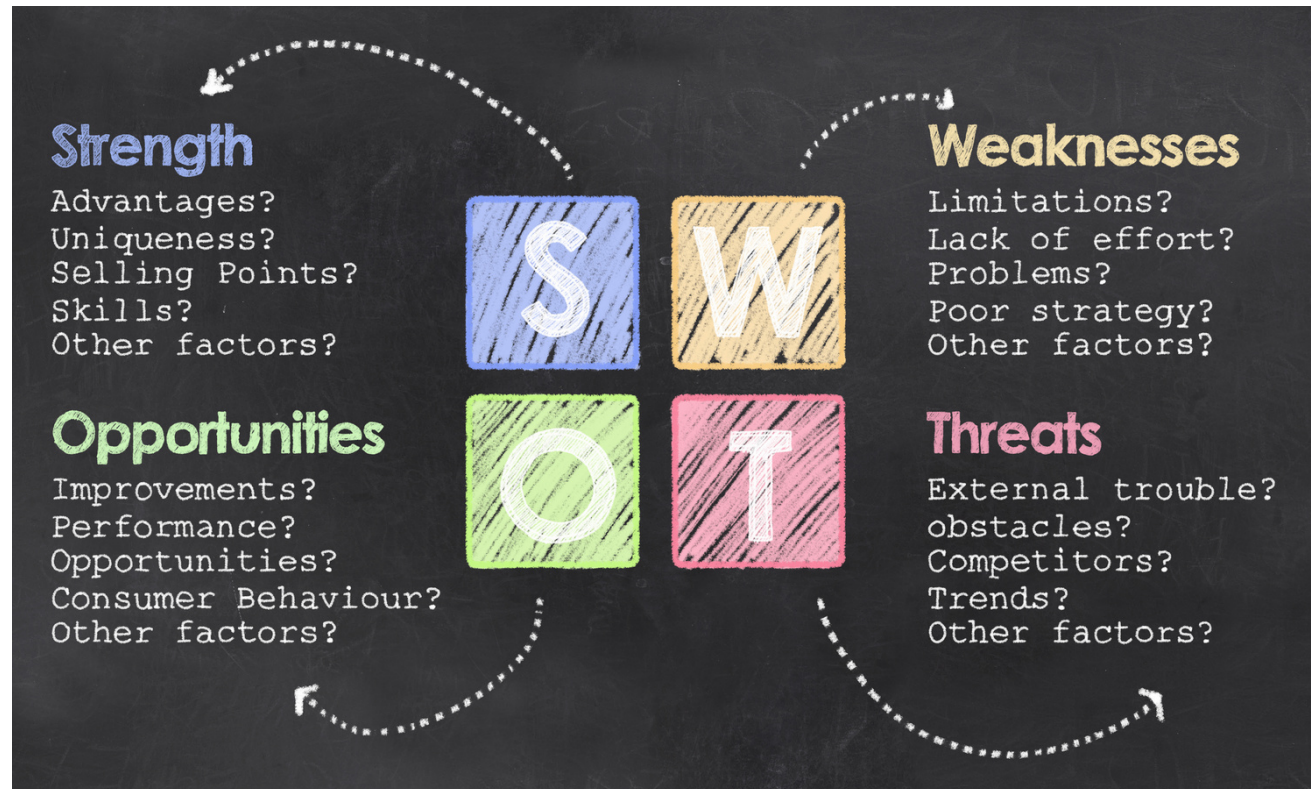 Strength
Advantages?
Uniqueness?
Selling Points?
Skills?
Other factors?
S
W
Weaknesses
Limitations?
Lack of effort?
Problems?
Poor strategy?
Other factors?
Opportunities
Improvements?
Performance?
Opportunities?
Consumer Behaviour?
Other factors?
O
T
Threats
External trouble?
obstacles?
Competitors?
Trends?
Other factors?